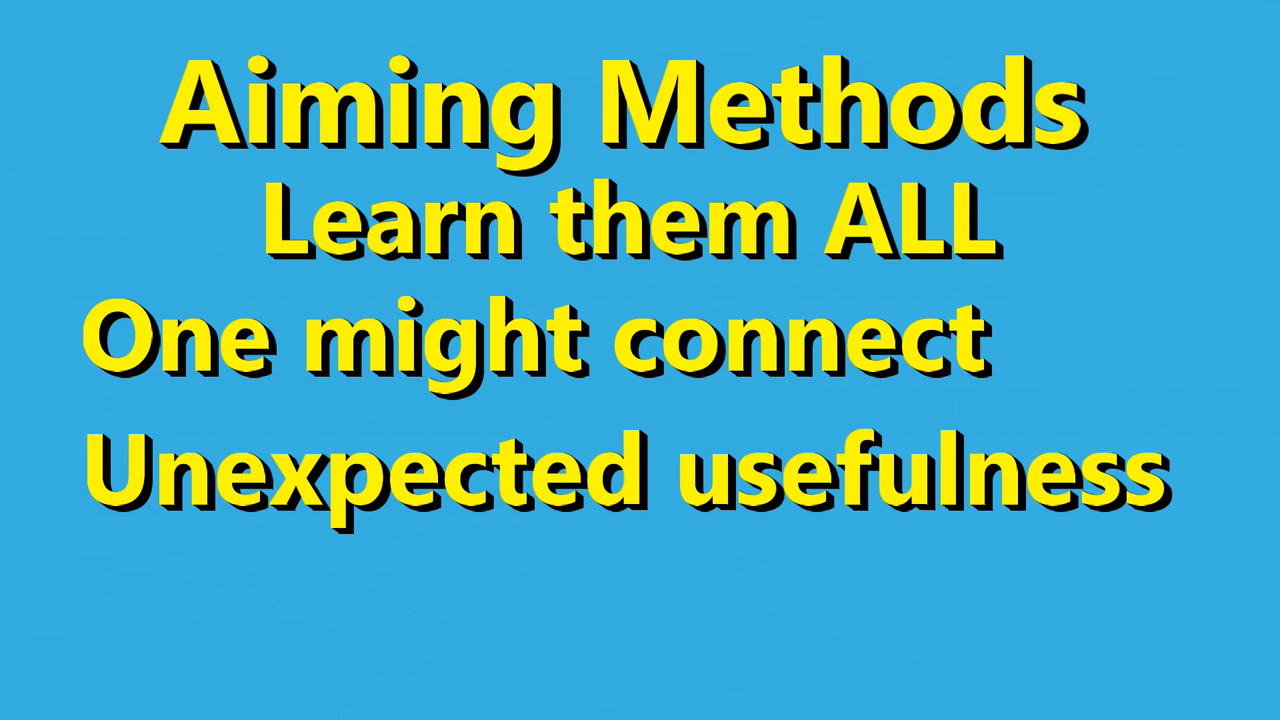 Aiming Methods
Learn them ALL
One might connect
Unexpected usefulness